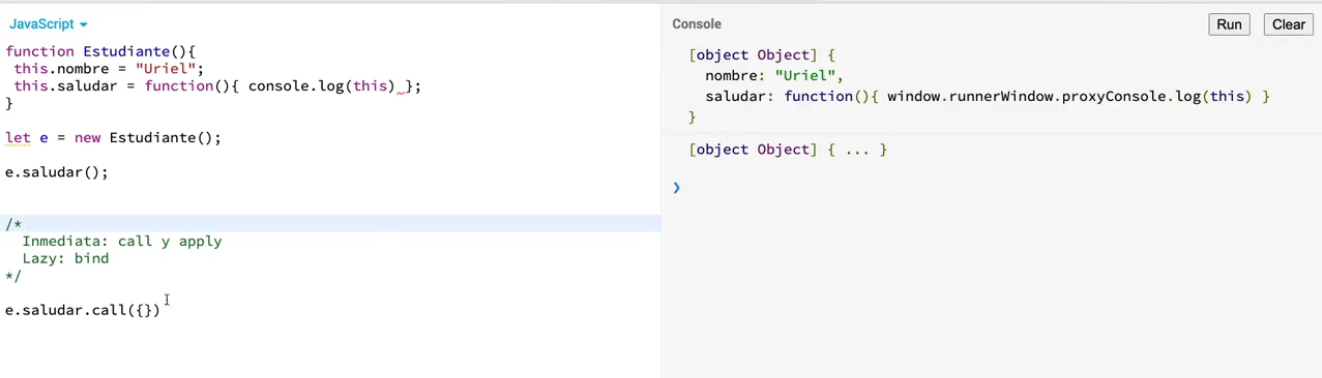 JavaScript
function Estudiante(){
this.nombre = "Uriel";
this.saludar = function(){ console.log(this) };
}
let e = new Estudiante();
e.saludar();
/*
Inmediata: call y apply
Lazy: bind
*/
e.saludar.call({})
Console
Run
Clear
[object Object] {
nombre: "Uriel",
saludar: function(){ window.runnerWindow.proxyConsole.log(this) }
}
[object Object] { ... }
❯